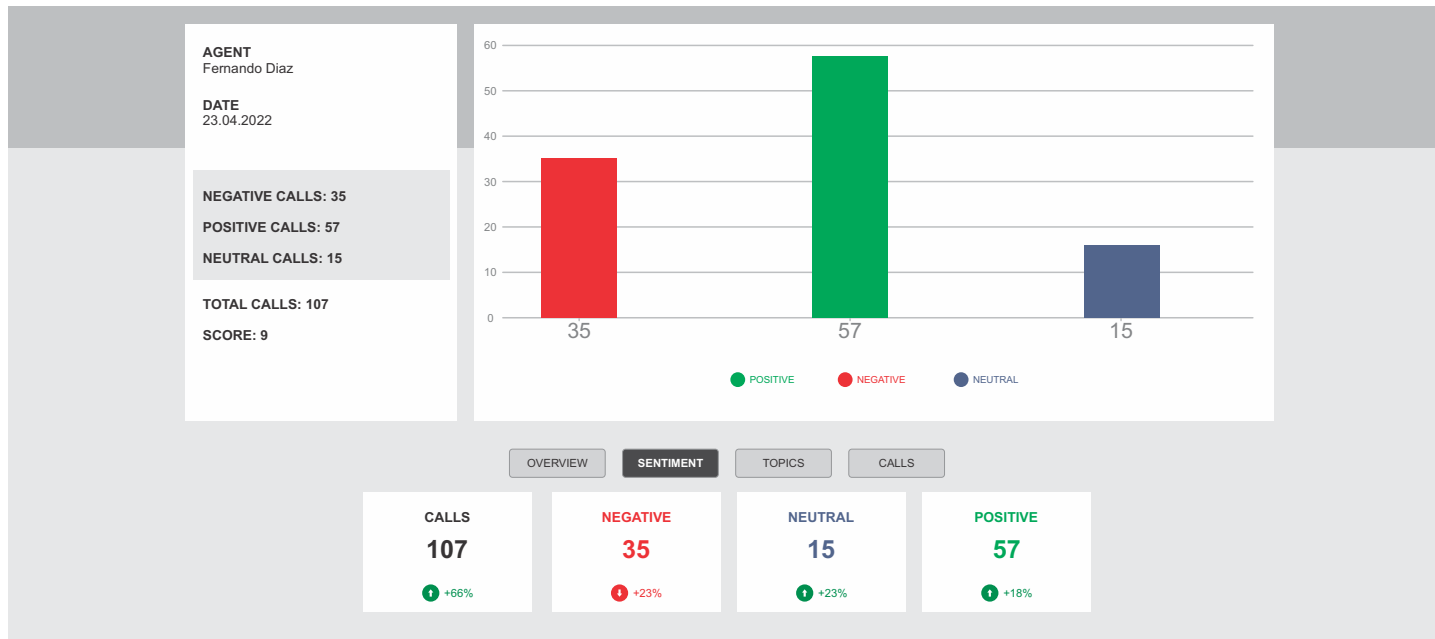 AGENT
Fernando Diaz
DATE
23.04.2022
NEGATIVE CALLS: 35
POSITIVE CALLS: 57
NEUTRAL CALLS: 15
TOTAL CALLS: 107
SCORE: 9
60
50
40
30
20
10
0
35 57 15
POSITIVE NEGATIVE NEUTRAL
OVERVIEW SENTIMENT TOPICS CALLS
CALLS NEGATIVE NEUTRAL POSITIVE
107 35 15 57
+66% +23% +23% +18%